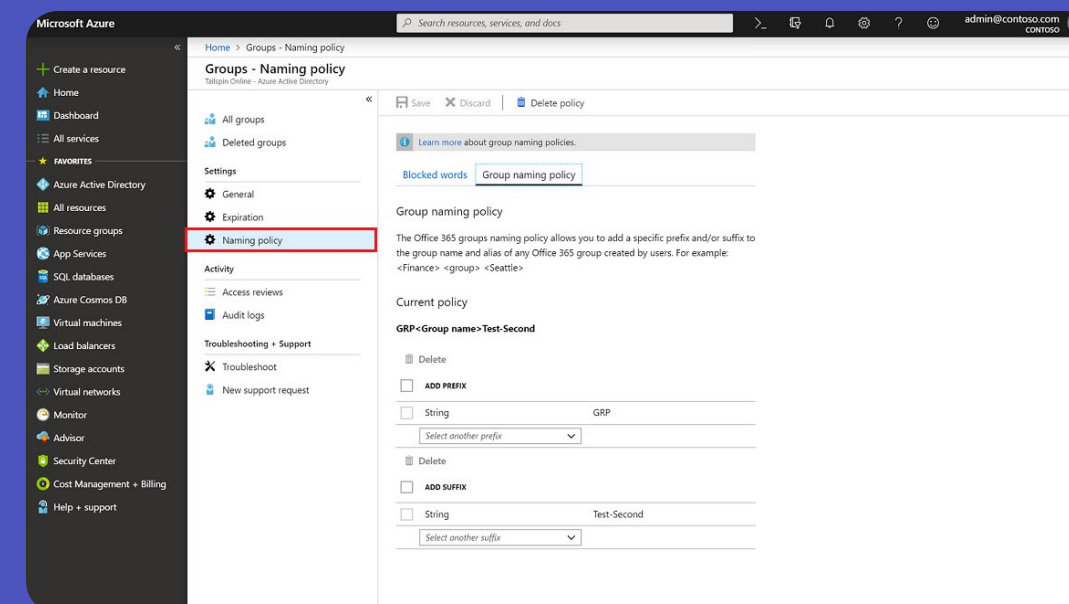 Microsoft Azure
Search resources, services, and docs
admin@contoso.com
CONTOSO
Create a resource
Home
Dashboard
All services
FAVORITES
Azure Active Directory
All resources
Resource groups
App Services
SQL databases
Azure Cosmos DB
Virtual machines
Load balancers
Storage accounts
Virtual networks
Monitor
Advisor
Security Center
Cost Management + Billing
Help + support
Home > Groups - Naming policy
Groups - Naming policy
Tailspin Online - Azure Active Directory
All groups
Deleted groups
Settings
General
Expiration
Naming policy
Activity
Access reviews
Audit logs
Troubleshooting + Support
Troubleshoot
New support request
Save Discard Delete policy
Learn more about group naming policies.
Blocked words Group naming policy
Group naming policy
The Office 365 groups naming policy allows you to add a specific prefix and/or suffix to
the group name and alias of any Office 365 group created by users. For example:
<Finance> <group> <Seattle>
Current policy
GRP<Group name>Test-Second
Delete
ADD PREFIX
String GRP
Select another prefix
Delete
ADD SUFFIX
String Test-Second
Select another suffix